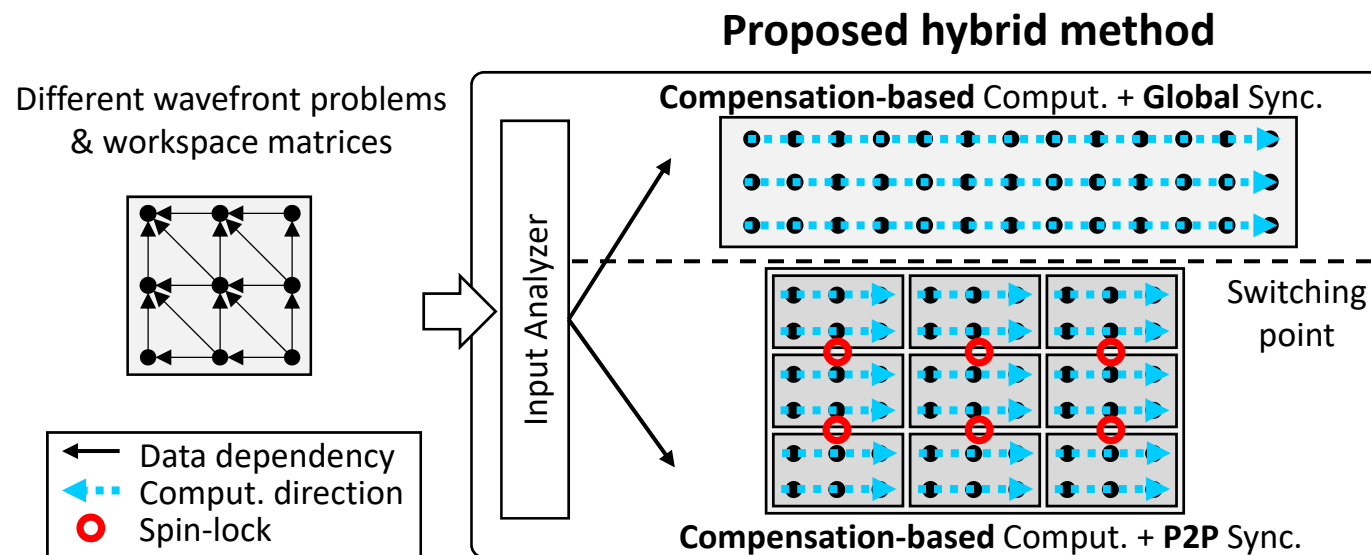 Proposed hybrid method
Different wavefront problems
& workspace matrices
Compensation-based Comput. + Global Sync.
Input Analyzer
Switching
point
Data dependency
Comput. direction
Spin-lock
Compensation-based Comput. + P2P Sync.